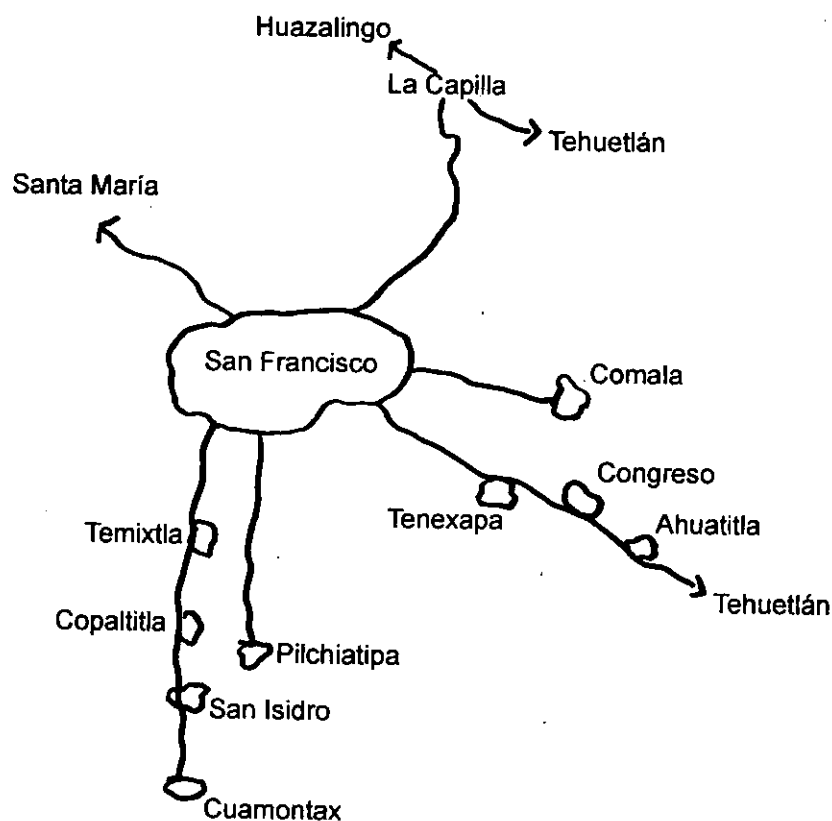 Huazalingo
La Capilla
Tehuetlán
Santa María
San Francisco
Comala
Congreso
Tenexapa
Ahuatitla
Temixtla
Tehuetlán
Copaltitla
Pilchiatipa
San Isidro
Cuamontax